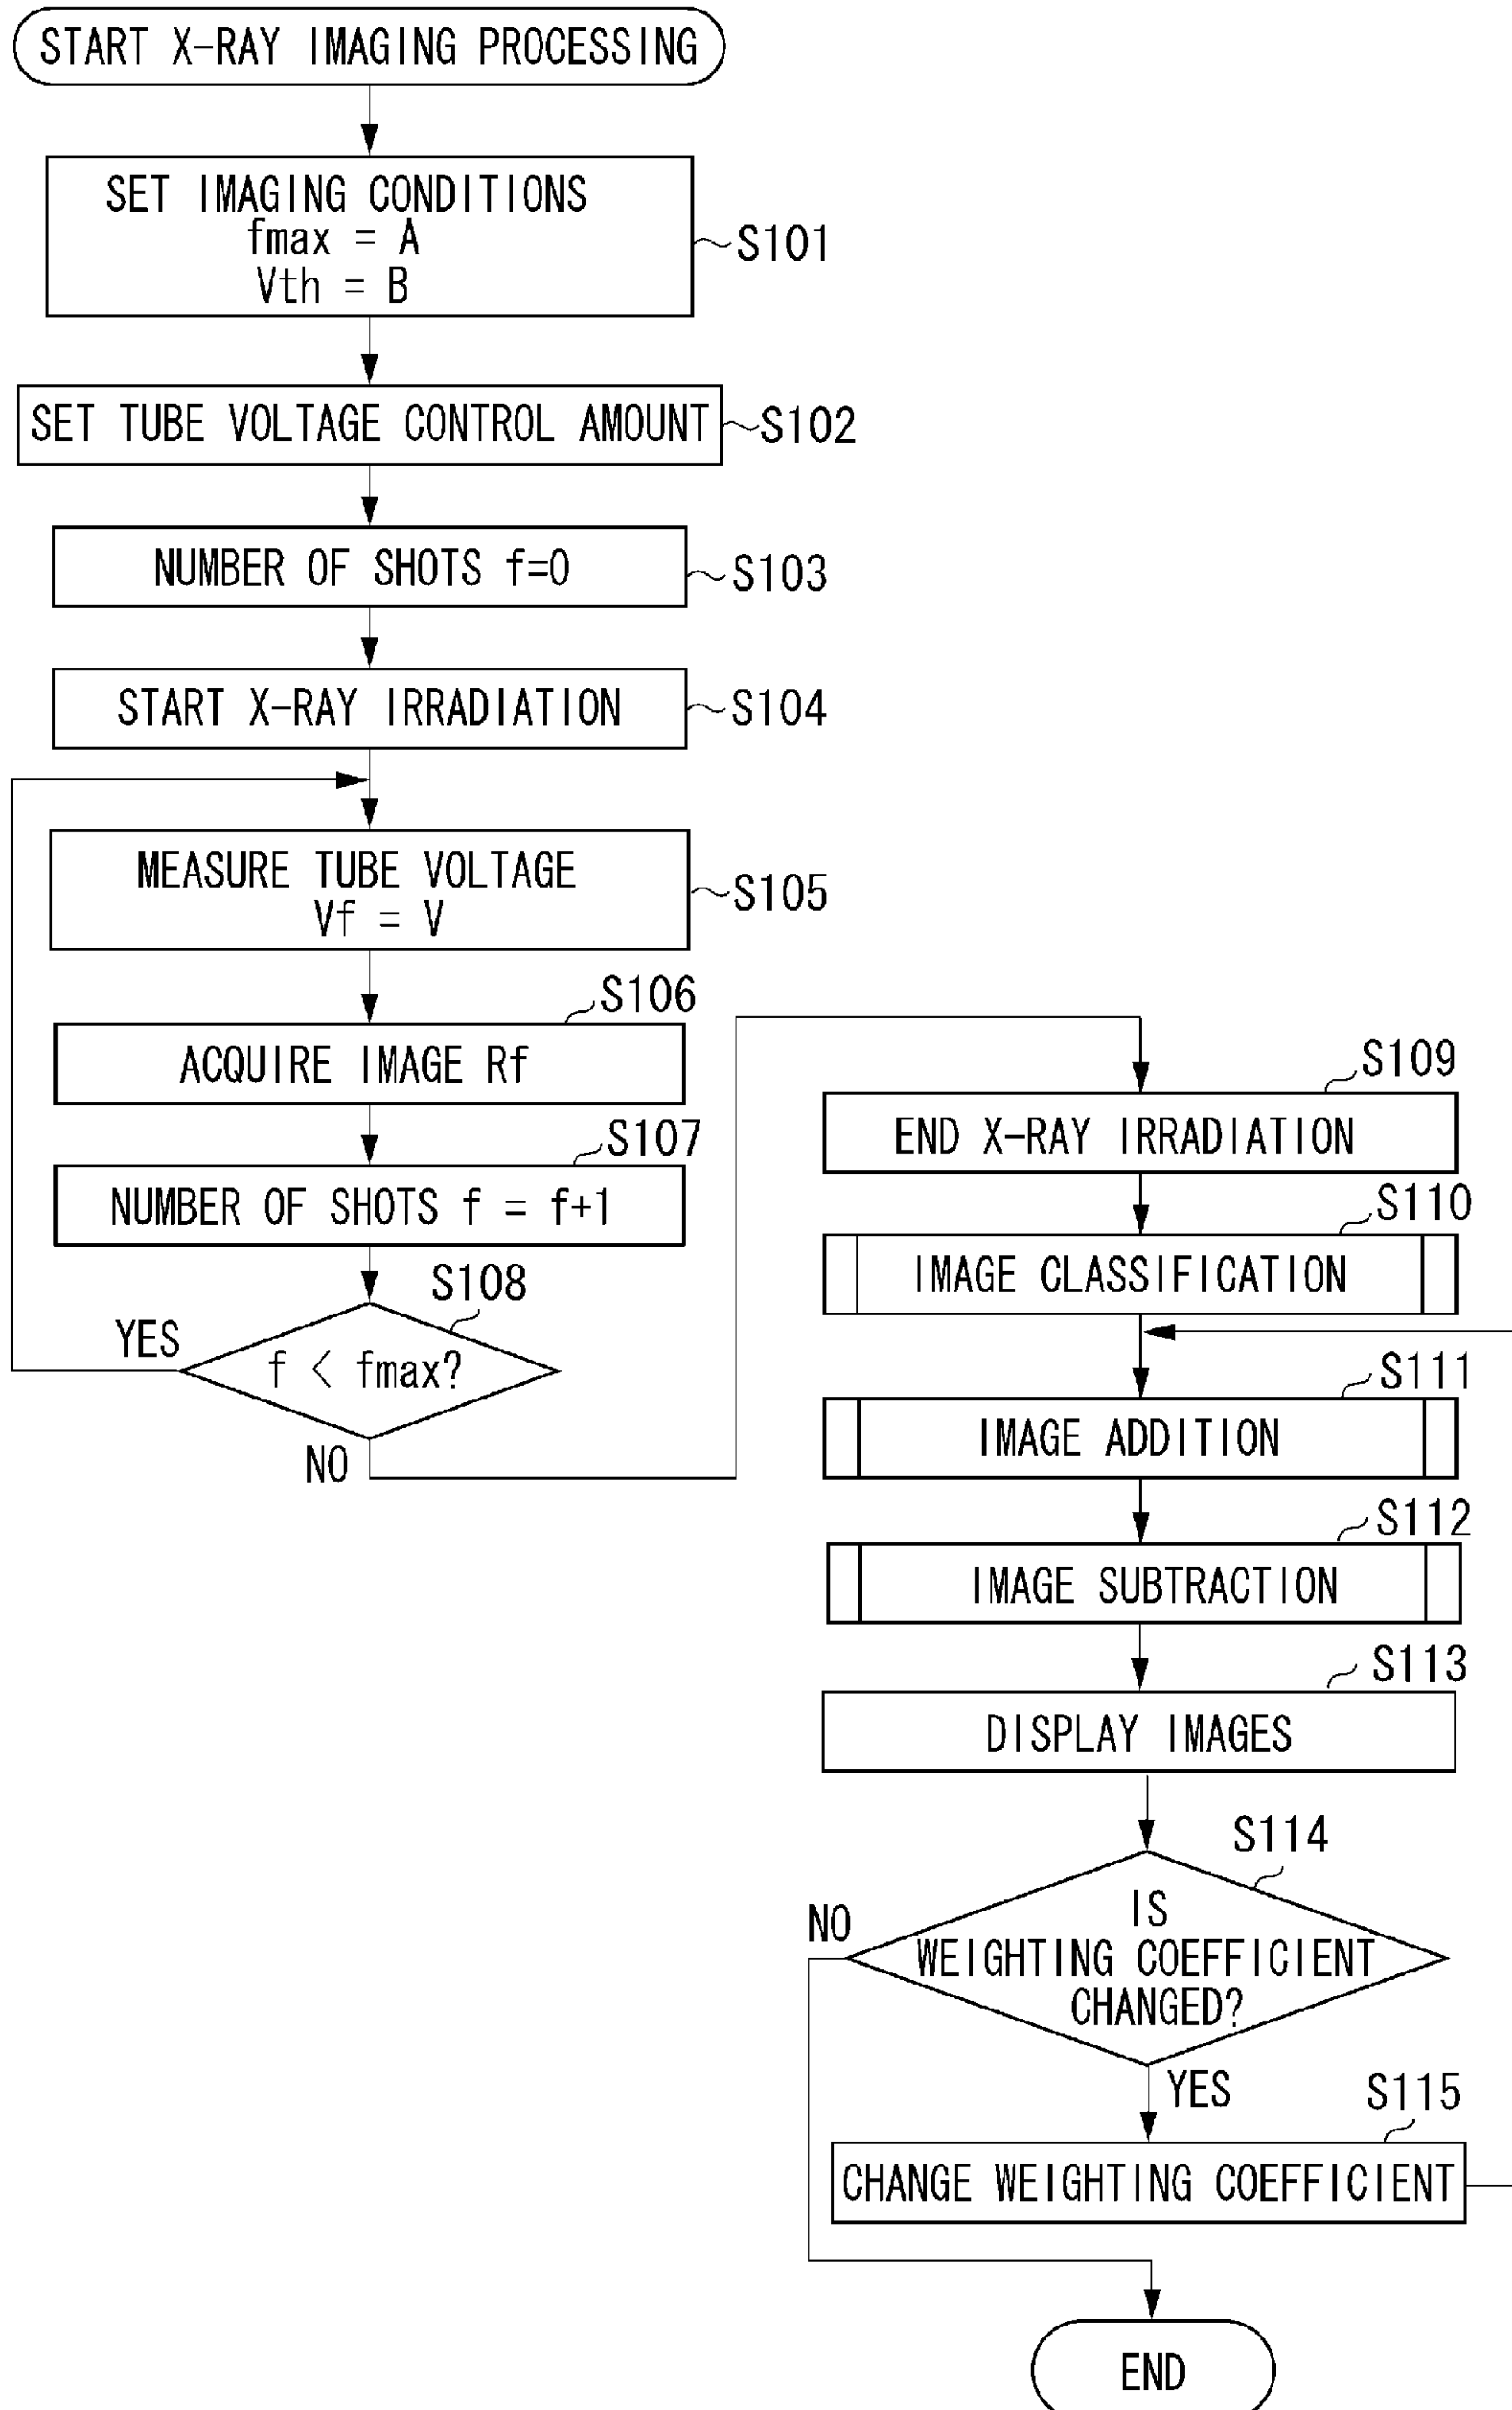 START X-RAY IMAGING PROCESSING
SET IMAGING CONDITIONS
fmax = A
Vth = B
S101
SET TUBE VOLTAGE CONTROL AMOUNT
S102
NUMBER OF SHOTS f=0
S103
START X-RAY IRRADIATION
S104
MEASURE TUBE VOLTAGE
Vf = V
S105
S106
ACQUIRE IMAGE Rf
S107
NUMBER OF SHOTS f = f+1
S108
YES
f < fmax?
NO
S109
END X-RAY IRRADIATION
S110
IMAGE CLASSIFICATION
S111
IMAGE ADDITION
S112
IMAGE SUBTRACTION
S113
DISPLAY IMAGES
S114
NO
IS
WEIGHTING COEFFICIENT
CHANGED?
YES
S115
CHANGE WEIGHTING COEFFICIENT
END